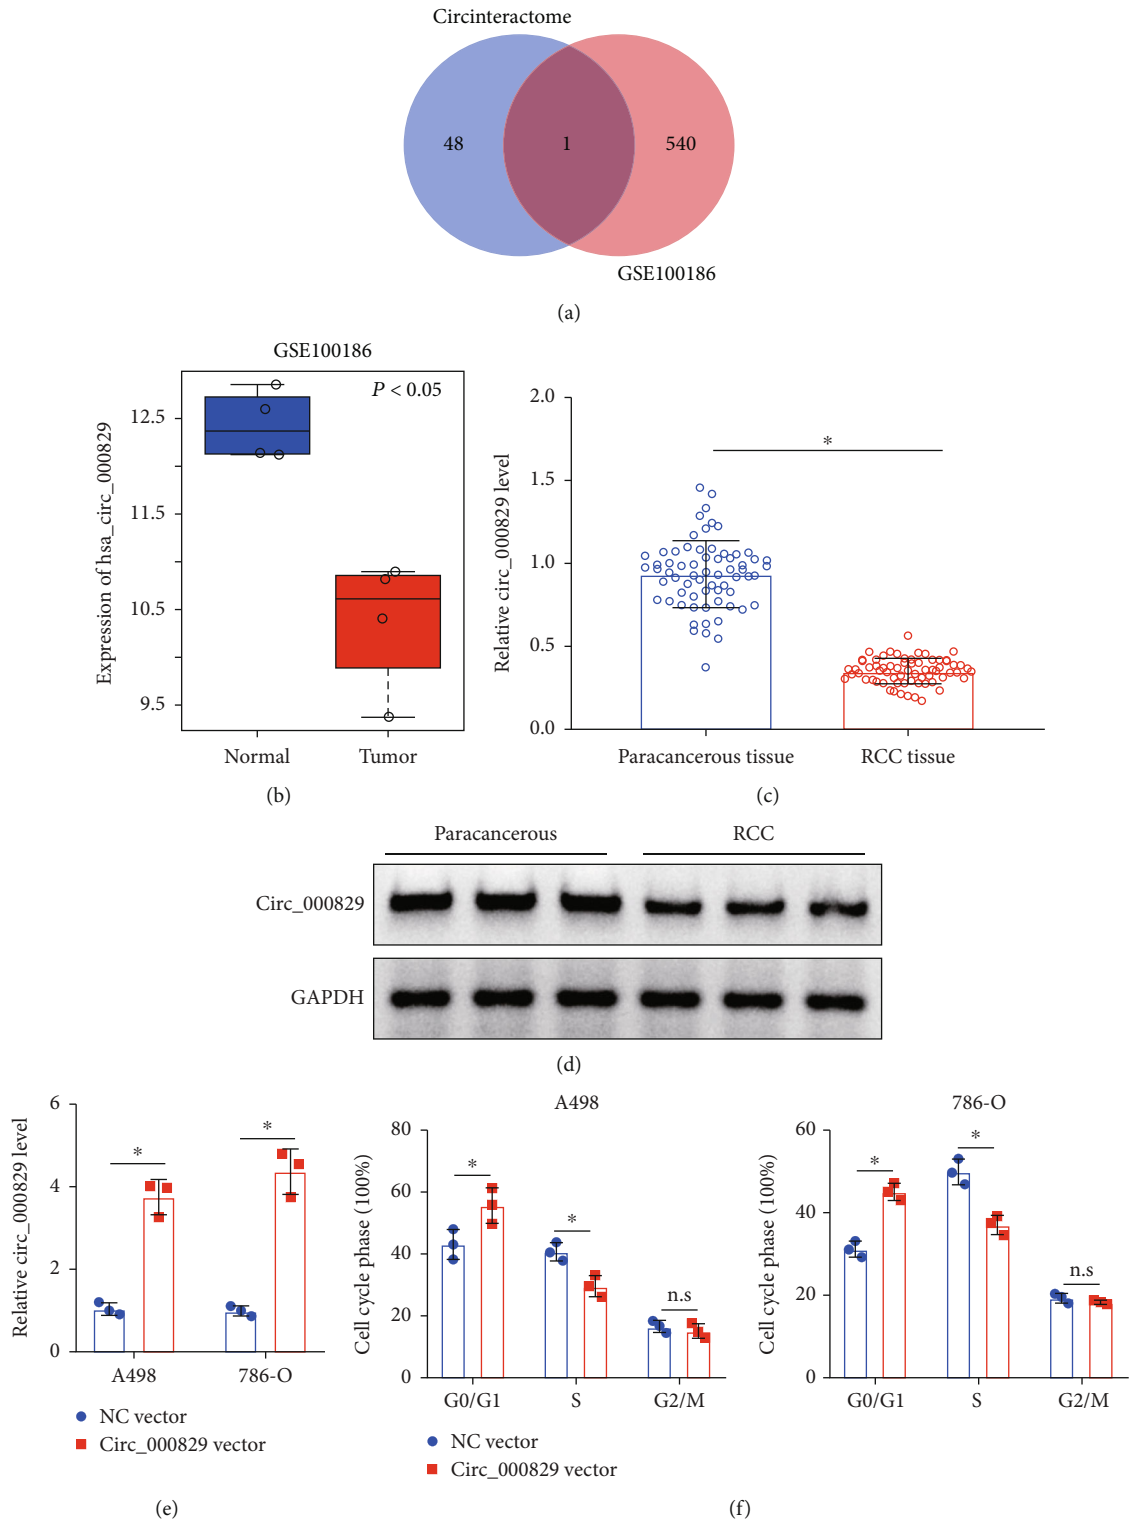 Circinteractome
48
1
540
GSE100186
(a)
GSE100186
P < 0.05
Expression of hsa_circ_000829
12.5
11.5
10.5
9.5
Normal
Tumor
(b)
Relative circ_000829 level
2.0
1.5
1.0
0.5
0.0
*
Paracancerous tissue
RCC tissue
(c)
Paracancerous
RCC
Circ_000829
GAPDH
(d)
Relative circ_000829 level
6
4
2
0
*
*
A498
786-O
NC vector
Circ_000829 vector
(e)
A498
Cell cycle phase (100%)
80
60
40
20
0
*
*
n.s
G0/G1
S
G2/M
786-O
Cell cycle phase (100%)
60
40
20
0
*
*
n.s
G0/G1
S
G2/M
NC vector
Circ_000829 vector
(f)